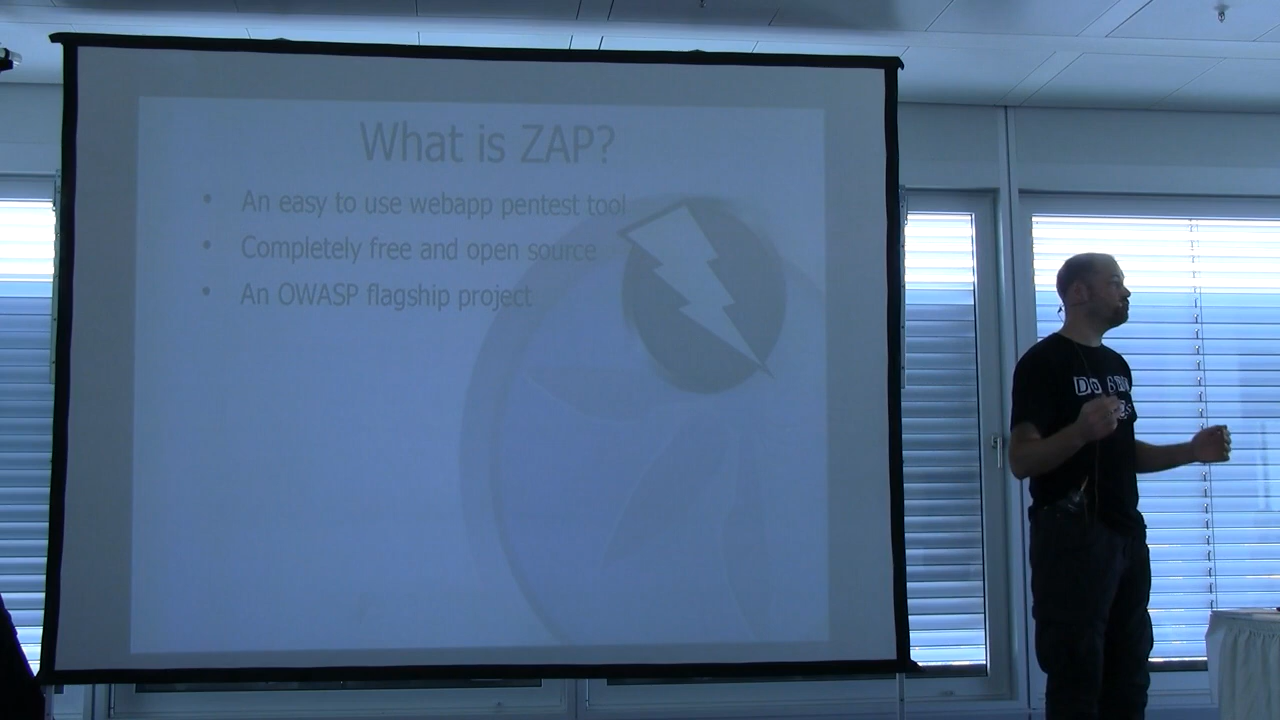 What is ZAP?
• An easy to use webapp pentest tool
• Completely free and open source
• An OWASP flagship project
Do